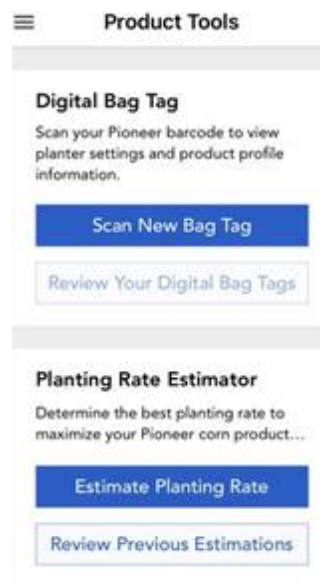 Product Tools
Digital Bag Tag
Scan your Pioneer barcode to view
planter settings and product profile
information.
Scan New Bag Tag
Review Your Digital Bag Tags
Planting Rate Estimator
Determine the best planting rate to
maximize your Pioneer corn product...
Estimate Planting Rate
Review Previous Estimations